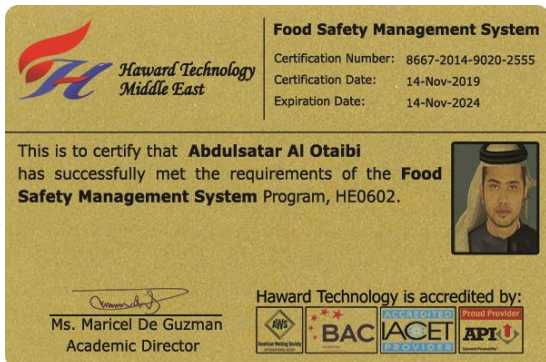 Haward Technology
Middle East
Food Safety Management System
Certification Number: 8667-2014-9020-2555
Certification Date: 14-Nov-2019
Expiration Date: 14-Nov-2024
This is to certify that Abdulsatar Al Otaibi
has successfully met the requirements of the Food
Safety Management System Program, HE0602.
Ms. Maricel De Guzman
Academic Director
Haward Technology is accredited by:
AWS
American Welding Society
BAC
ACCREDITED
IACET
PROVIDER
Proud Provider
API